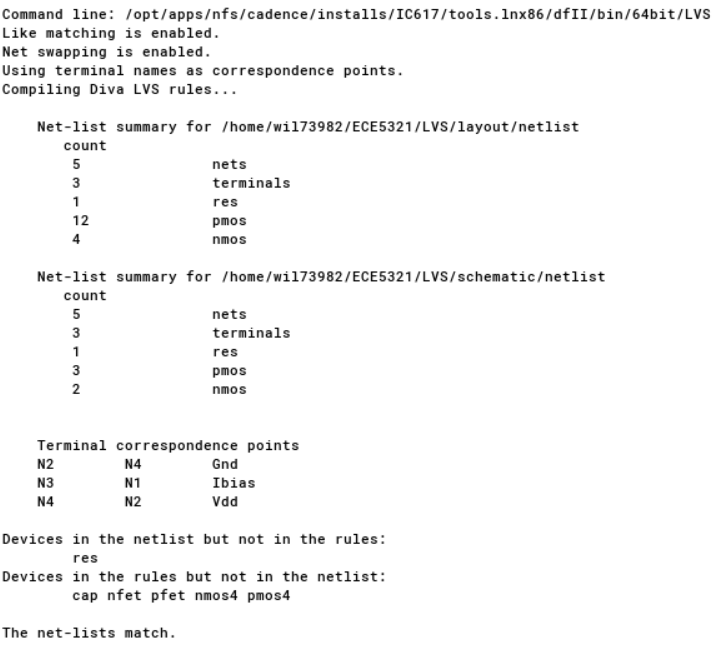 Command line: /opt/apps/nfs/cadence/installs/IC617/tools.lnx86/dfII/bin/64bit/LVS
Like matching is enabled.
Net swapping is enabled.
Using terminal names as correspondence points.
Compiling Diva LVS rules...
Net-list summary for /home/wil73982/ECE5321/LVS/layout/netlist
count
5 nets
3 terminals
1 res
12 pmos
4 nmos
Net-list summary for /home/wil73982/ECE5321/LVS/schematic/netlist
count
5 nets
3 terminals
1 res
3 pmos
2 nmos
Terminal correspondence points
N2 N4 Gnd
N3 N1 Ibias
N4 N2 Vdd
Devices in the netlist but not in the rules:
res
Devices in the rules but not in the netlist:
cap nfet pfet nmos4 pmos4
The net-lists match.